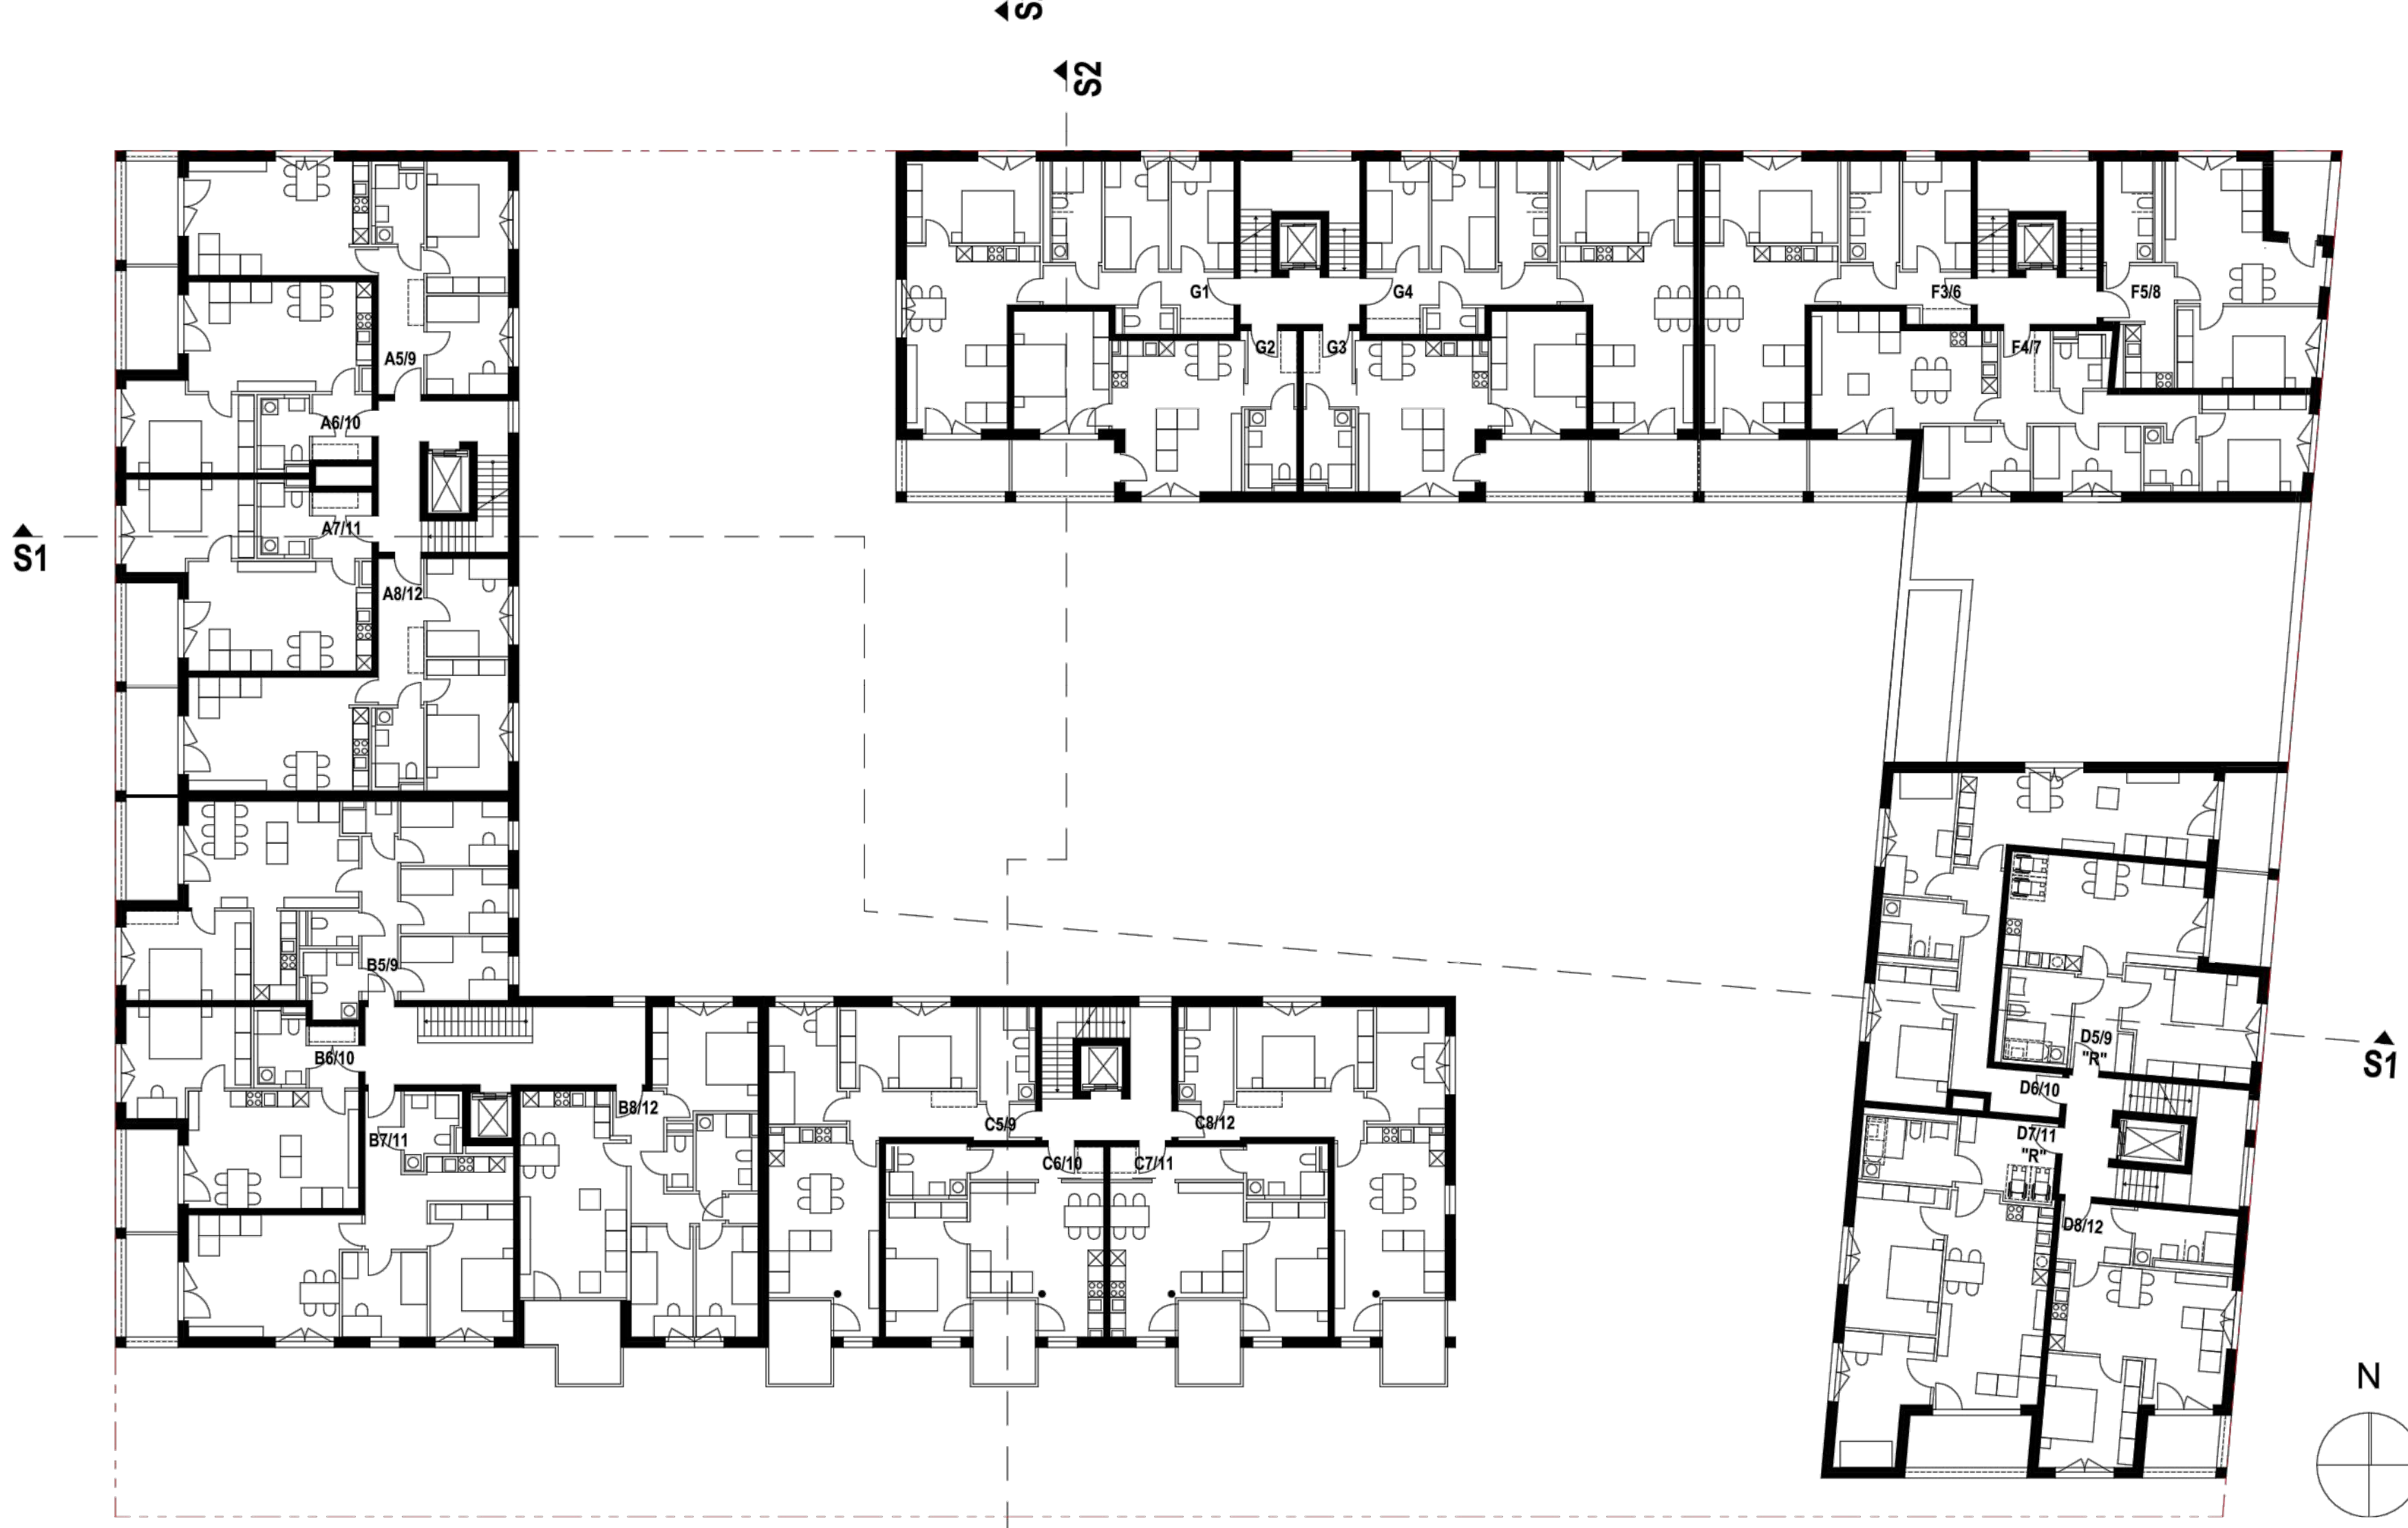 S2
G1
G4
F3/6
F5/8
G2
G3
F4/7
A5/9
A6/10
A7/11
S1
A8/12
B5/9
B6/10
B7/11
B8/12
C5/9
C8/12
C6/10
C7/11
D5/9
"R"
S1
D6/10
D7/11
"R"
D8/12
N